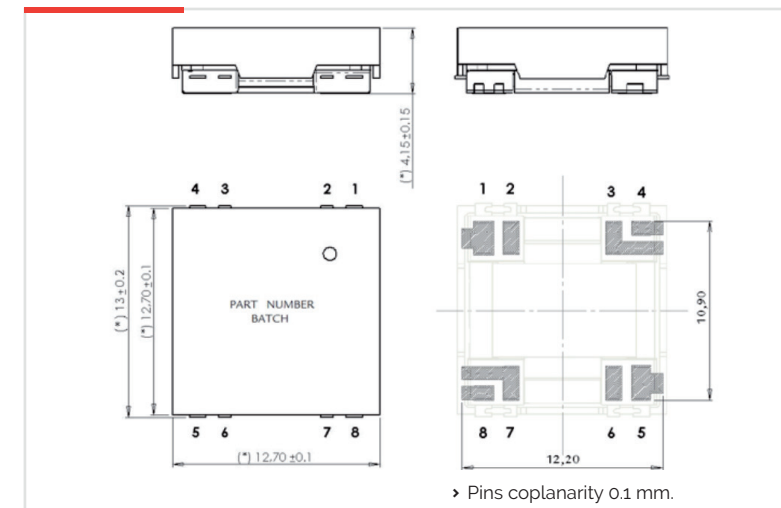 (*) 4,15±0.15
4 3 2 1
1 2 3 4
(*) 13±0.2
(*) 12.70±0.1
PART NUMBER
BATCH
10,90
5 6 7 8
8 7 6 5
(*) 12.70 ±0.1
12,20
› Pins coplanarity 0.1 mm.